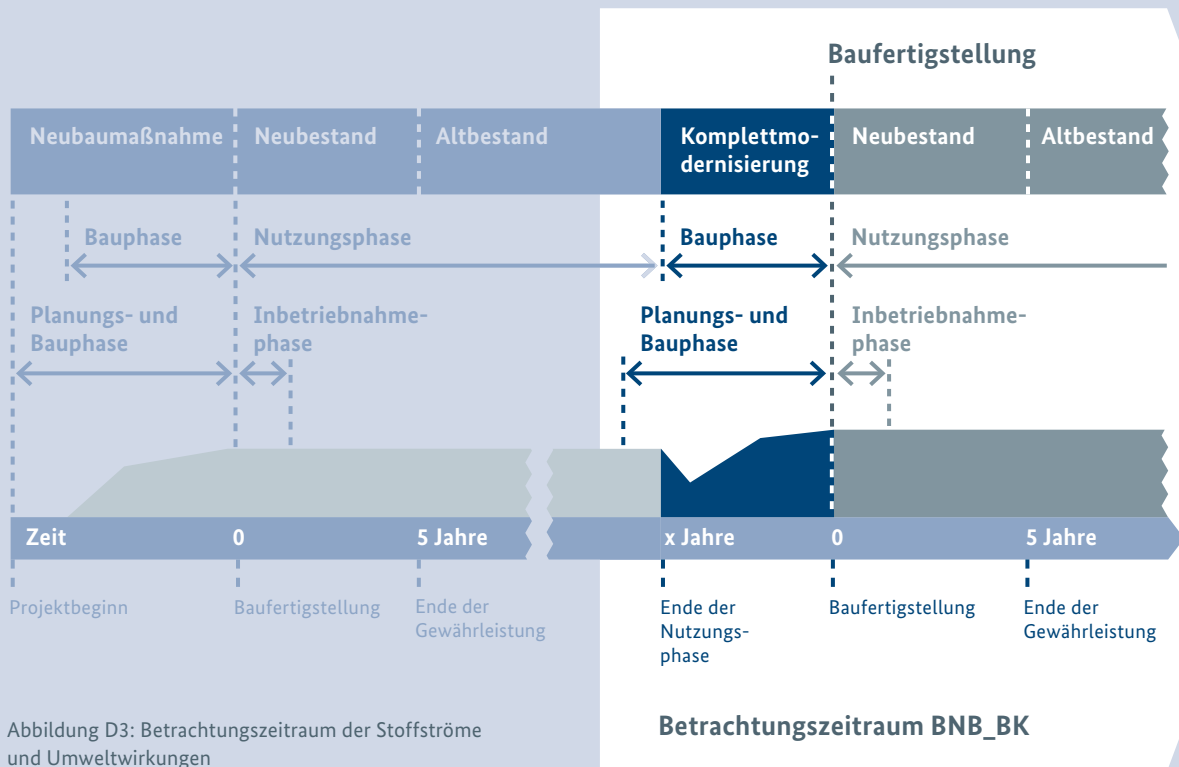 Baufertigstellung
Neubaumaßnahme
Neubestand
Altbestand
Komplettmo-
dernisierung
Neubestand
Altbestand
Bauphase
Nutzungsphase
Bauphase
Nutzungsphase
Planungs- und
Bauphase
Inbetriebnahme-
phase
Planungs- und
Bauphase
Inbetriebnahme-
phase
Zeit
0
5 Jahre
x Jahre
0
5 Jahre
Projektbeginn
Baufertigstellung
Ende der
Gewährleistung
Ende der
Nutzungs-
phase
Baufertigstellung
Ende der
Gewährleistung
Abbildung D3: Betrachtungszeitraum der Stoffströme
und Umweltwirkungen
Betrachtungszeitraum BNB_BK